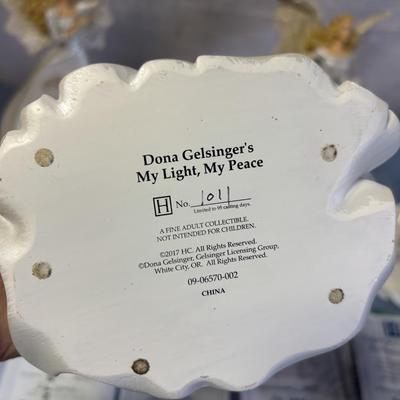 Dona Gelsinger's
My Light, My Peace
H No. 1011
Limited to 95 casting days.
A FINE ADULT COLLECTIBLE.
NOT INTENDED FOR CHILDREN.
©2017 HC. All Rights Reserved.
©Dona Gelsinger, Gelsinger Licensing Group,
White City, OR. All Rights Reserved.
09-06570-002
CHINA